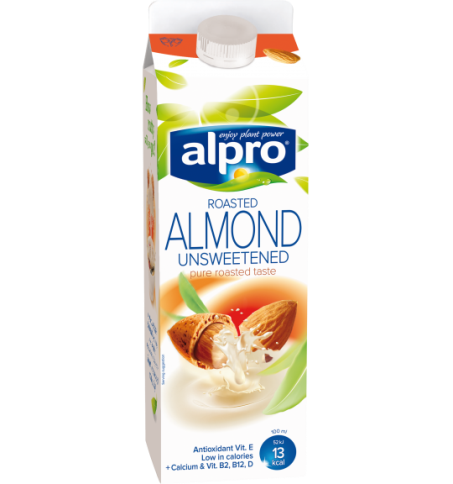 enjoy plant power
alpro®
ROASTED
ALMOND
UNSWEETENED
pure roasted taste
100 ml
52kJ
13
kcal
Antioxidant Vit. E
Low in calories
+ Calcium & Vit. B2, B12, D